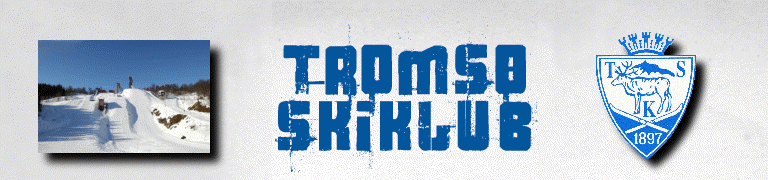 TROMSØ
SKIKLUB
T S
K
1897